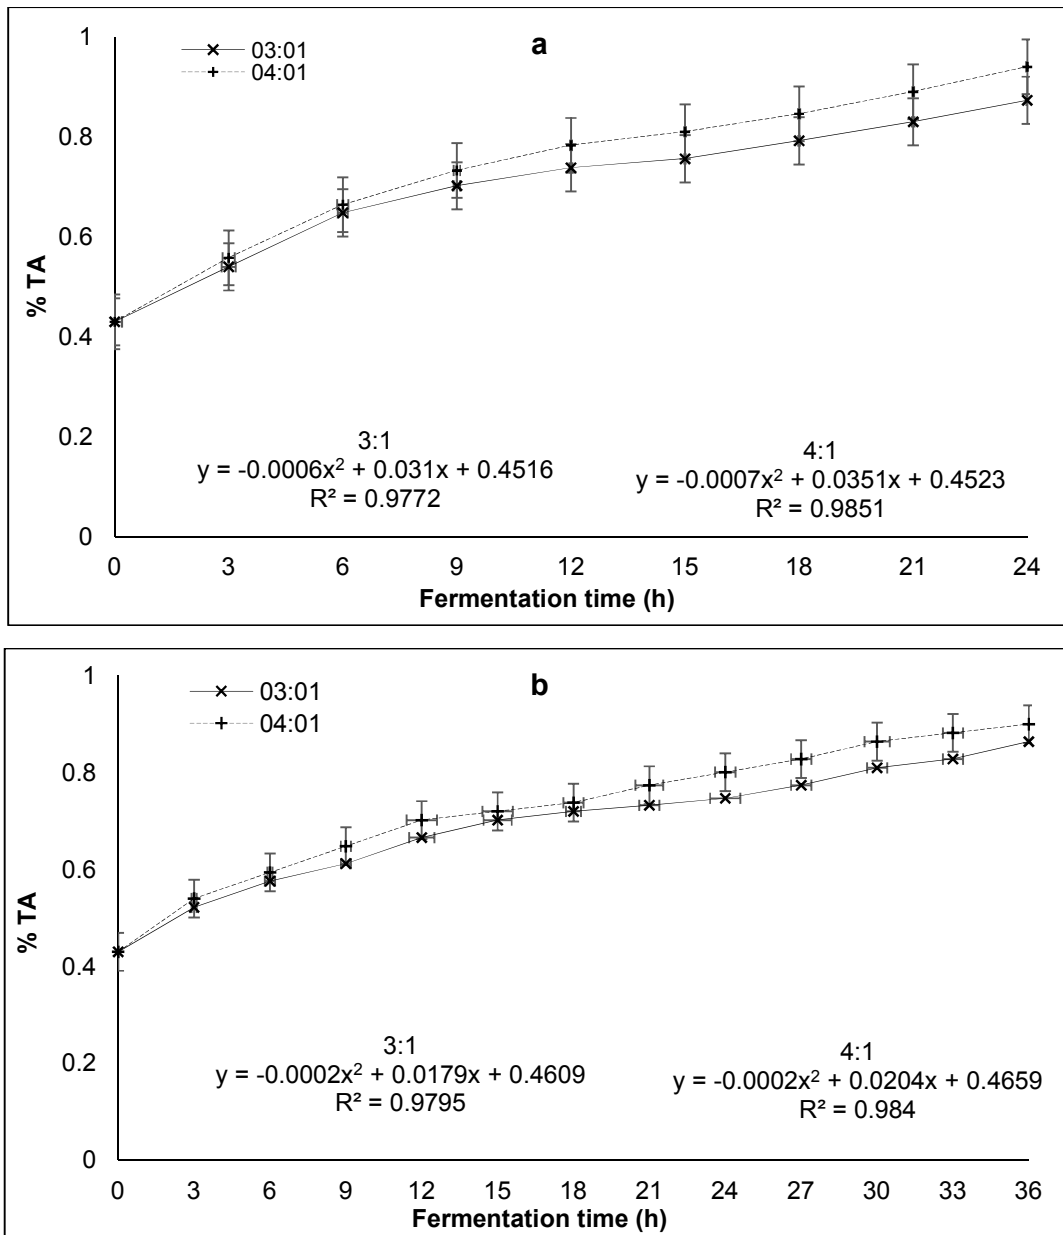 a
03:01
04:01
1
0.8
0.6
0.4
0.2
0
% TA
3:1
y = -0.0006x² + 0.031x + 0.4516
R² = 0.9772
4:1
y = -0.0007x² + 0.0351x + 0.4523
R² = 0.9851
0 3 6 9 12 15 18 21 24
Fermentation time (h)
b
03:01
04:01
1
0.8
0.6
0.4
0.2
0
% TA
3:1
y = -0.0002x² + 0.0179x + 0.4609
R² = 0.9795
4:1
y = -0.0002x² + 0.0204x + 0.4659
R² = 0.984
0 3 6 9 12 15 18 21 24 27 30 33 36
Fermentation time (h)